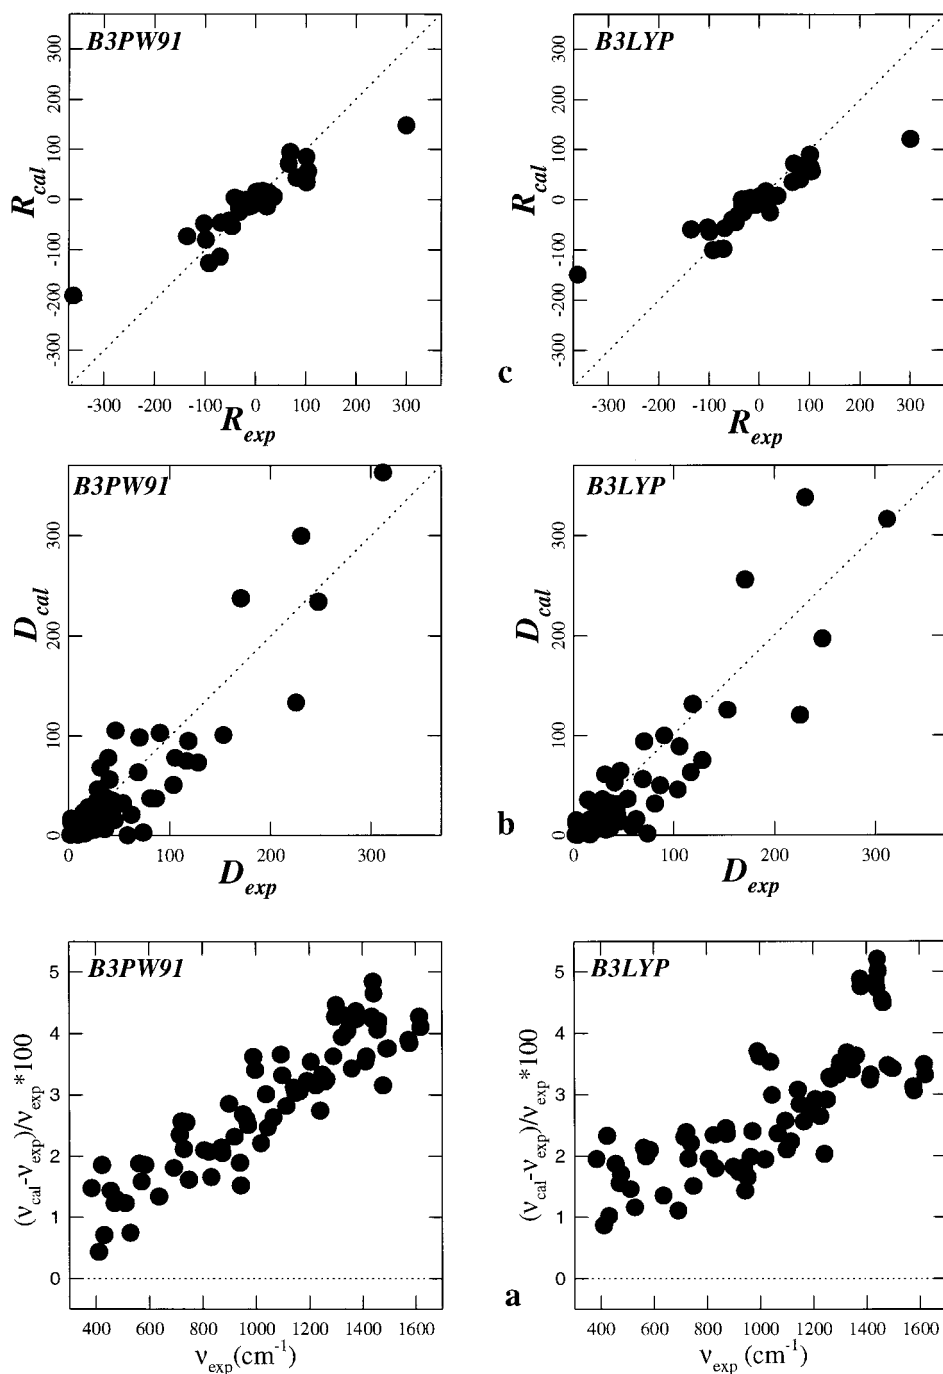 B3PW91
B3LYP
300
200
100
0
-100
-200
-300
R_cal
-300 -200 -100 0 100 200 300
R_exp
300
200
100
0
-100
-200
-300
R_cal
-300 -200 -100 0 100 200 300
R_exp
c
B3PW91
B3LYP
300
200
100
0
D_cal
0 100 200 300
D_exp
300
200
100
0
D_cal
0 100 200 300
D_exp
b
B3PW91
B3LYP
5
4
3
2
1
0
(ν_cal-ν_exp)/ν_exp*100
400 600 800 1000 1200 1400 1600
ν_exp(cm⁻¹)
5
4
3
2
1
0
(ν_cal-ν_exp)/ν_exp*100
400 600 800 1000 1200 1400 1600
ν_exp(cm⁻¹)
a